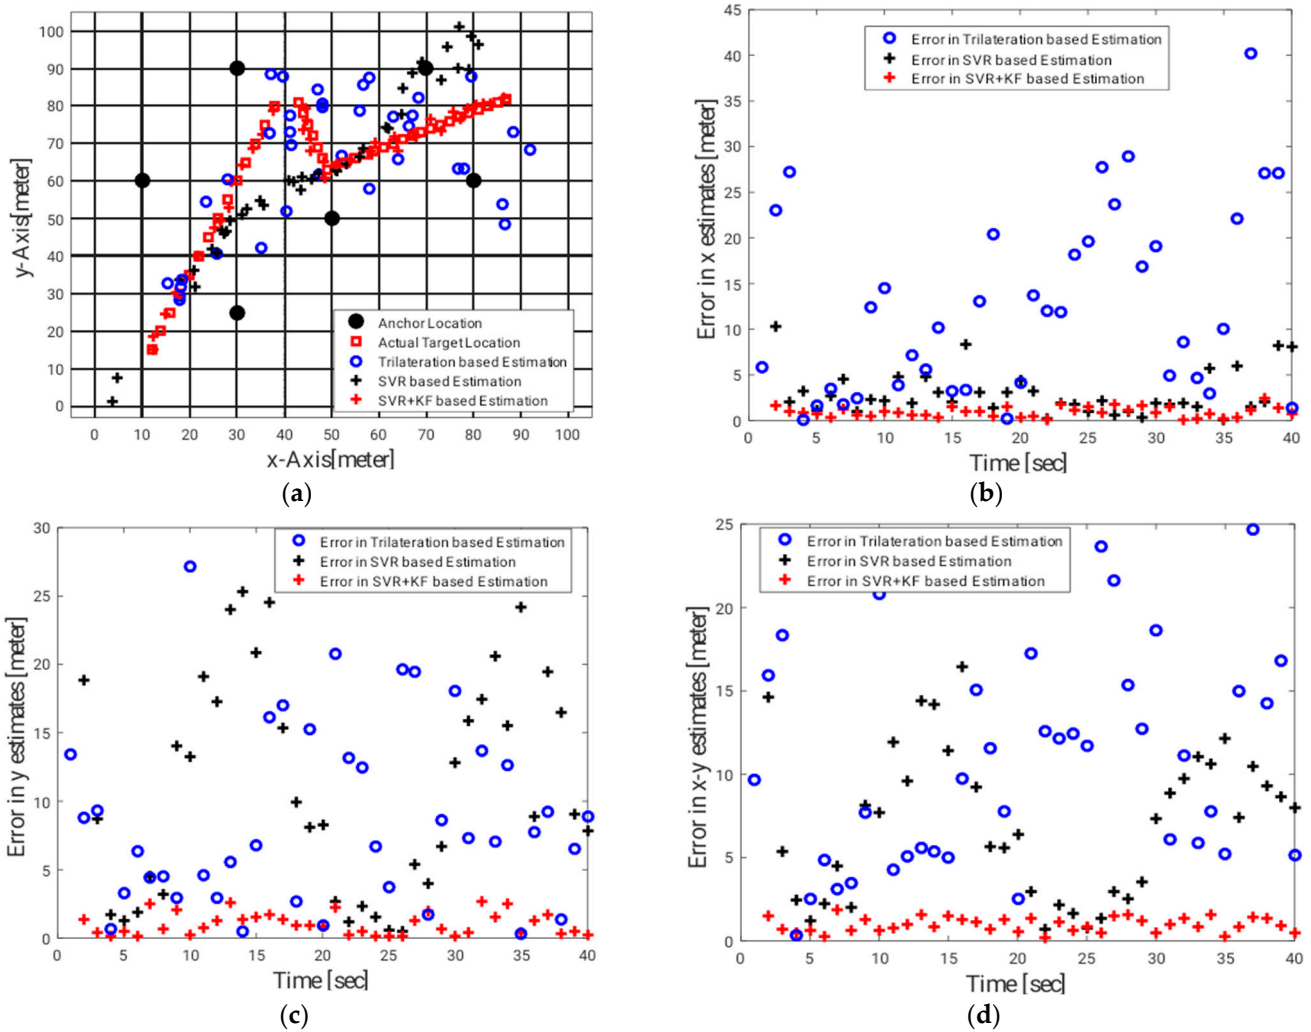 100
90
80
70
60
50
40
30
20
10
0
y-Axis[meter]
Anchor Location
Actual Target Location
Trilateration based Estimation
SVR based Estimation
SVR+KF based Estimation
0 10 20 30 40 50 60 70 80 90 100
x-Axis[meter]
(a)
45
40
35
30
25
20
15
10
5
0
Error in x estimates [meter]
Error in Trilateration based Estimation
Error in SVR based Estimation
Error in SVR+KF based Estimation
0 5 10 15 20 25 30 35 40
Time [sec]
(b)
30
25
20
15
10
5
0
Error in y estimates [meter]
Error in Trilateration based Estimation
Error in SVR based Estimation
Error in SVR+KF based Estimation
0 5 10 15 20 25 30 35 40
Time [sec]
(c)
25
20
15
10
5
0
Error in x-y estimates [meter]
Error in Trilateration based Estimation
Error in SVR based Estimation
Error in SVR+KF based Estimation
0 5 10 15 20 25 30 35 40
Time [sec]
(d)